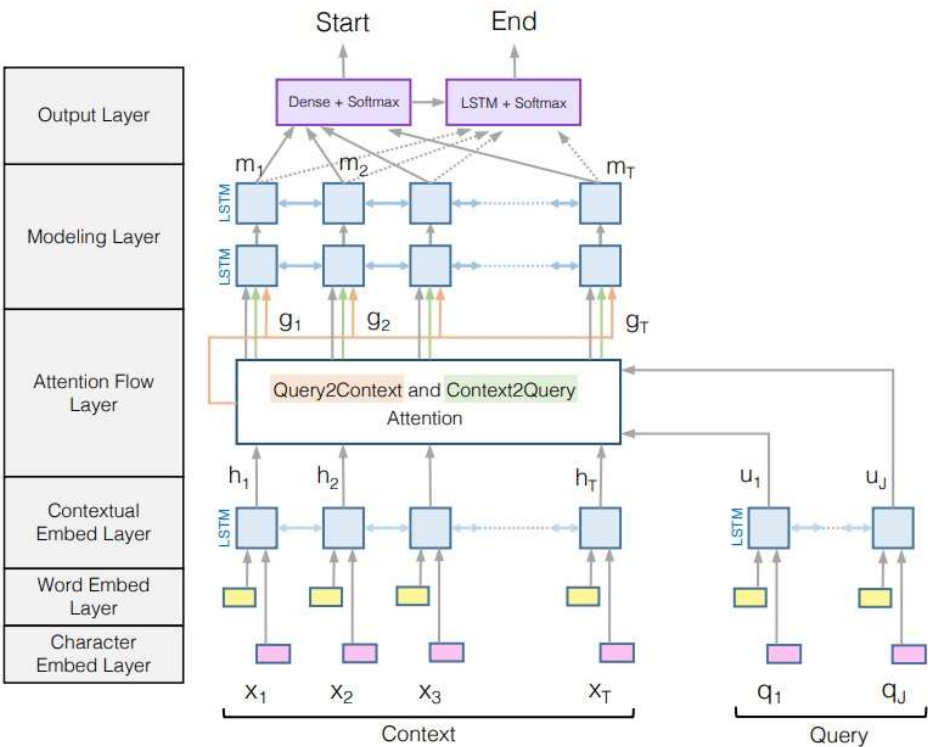 Start End
Output Layer
Dense + Softmax
LSTM + Softmax
m1 m2 mT
LSTM
Modeling Layer
LSTM
g1 g2 gT
Attention Flow
Layer
Query2Context and Context2Query
Attention
h1 h2 hT
u1 uJ
Contextual
Embed Layer
LSTM
LSTM
Word Embed
Layer
Character
Embed Layer
x1 x2 x3 xT
q1 qJ
Context
Query